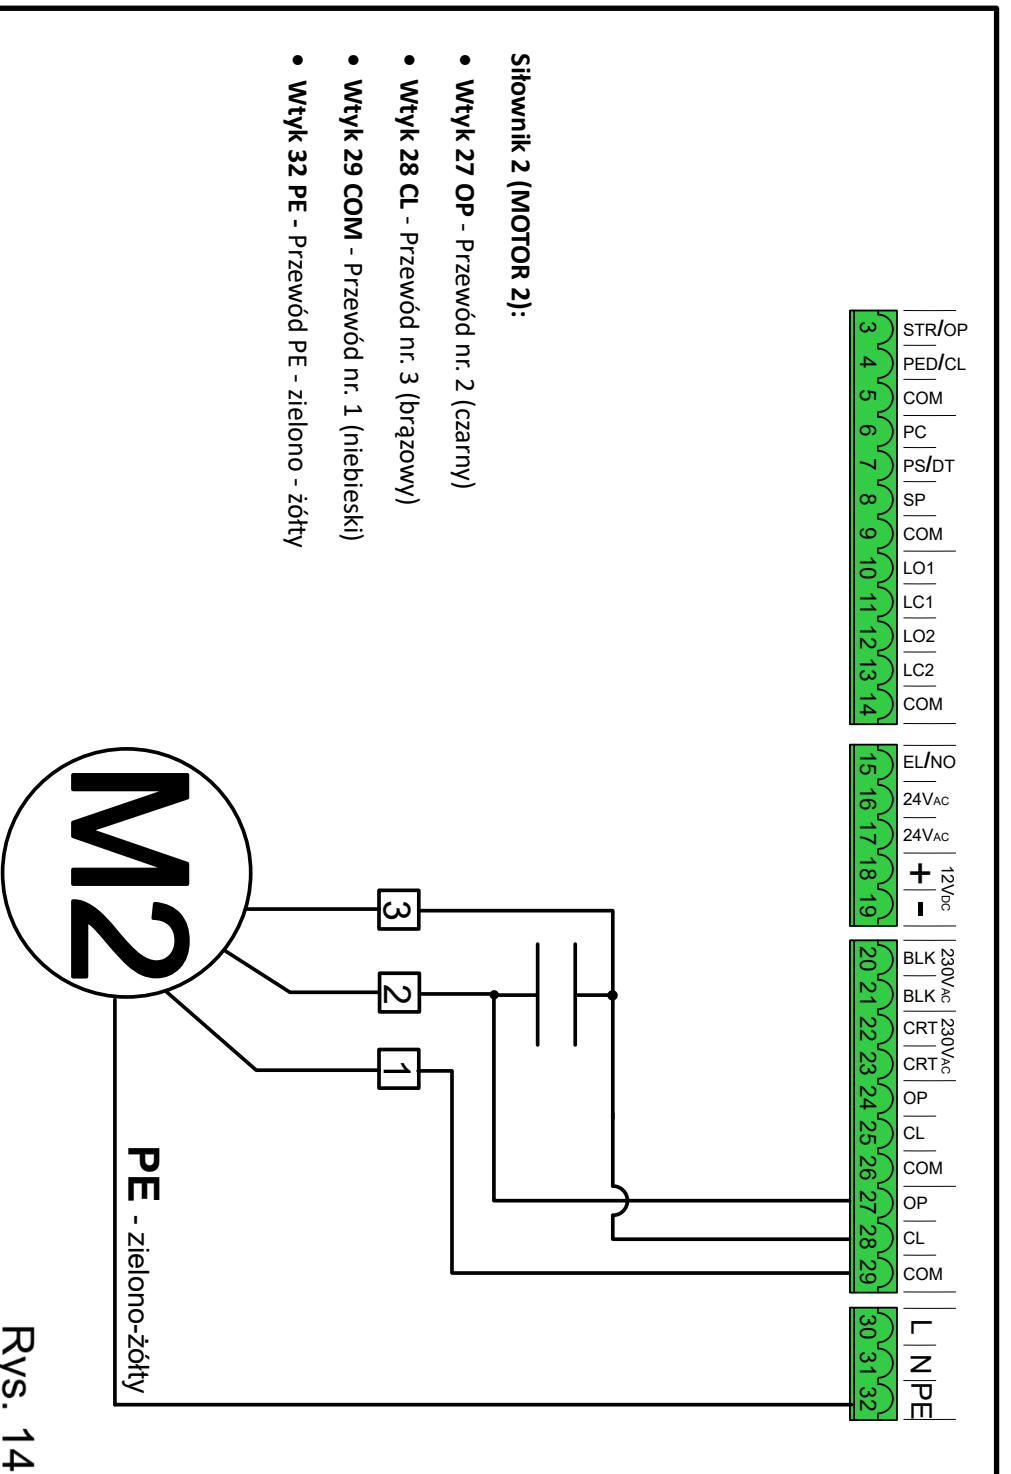 Siłownik 2 (MOTOR 2):
• Wtyk 27 OP - Przewód nr. 2 (czarny)
• Wtyk 28 CL - Przewód nr. 3 (brązowy)
• Wtyk 29 COM - Przewód nr. 1 (niebieski)
• Wtyk 32 PE - Przewód PE - zielono - żółty
3 STR/OP
4 PED/CL
5 COM
6 PC
7 PS/DT
8 SP
9 COM
10 LO1
11 LC1
12 LO2
13 LC2
14 COM
15 EL/NO
16 24VAC
17 24VAC
18 +
19 -
12VDC
20 BLK
21 BLK
230VAC
22 CRT
23 CRT
230VAC
24 OP
25 CL
26 COM
27 OP
28 CL
29 COM
30 L
31 N
32 PE
3
2
1
M2
PE - zielono-żółty
Rys. 14